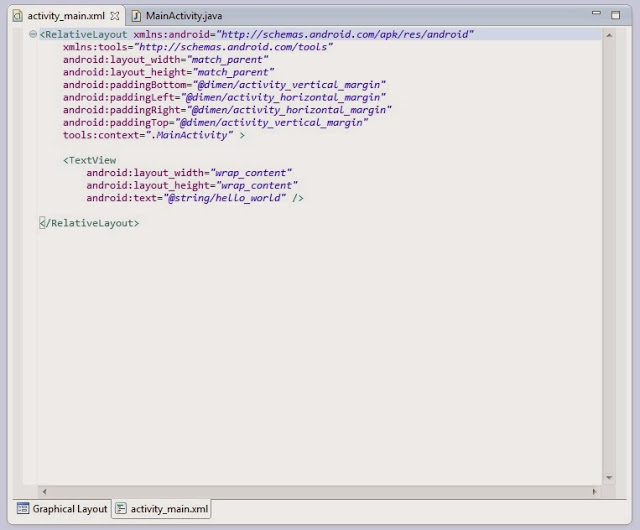 activity_main.xml MainActivity.java
<RelativeLayout xmlns:android="http://schemas.android.com/apk/res/android"
xmlns:tools="http://schemas.android.com/tools"
android:layout_width="match_parent"
android:layout_height="match_parent"
android:paddingBottom="@dimen/activity_vertical_margin"
android:paddingLeft="@dimen/activity_horizontal_margin"
android:paddingRight="@dimen/activity_horizontal_margin"
android:paddingTop="@dimen/activity_vertical_margin"
tools:context=".MainActivity" >
<TextView
android:layout_width="wrap_content"
android:layout_height="wrap_content"
android:text="@string/hello_world" />
</RelativeLayout>
Graphical Layout activity_main.xml